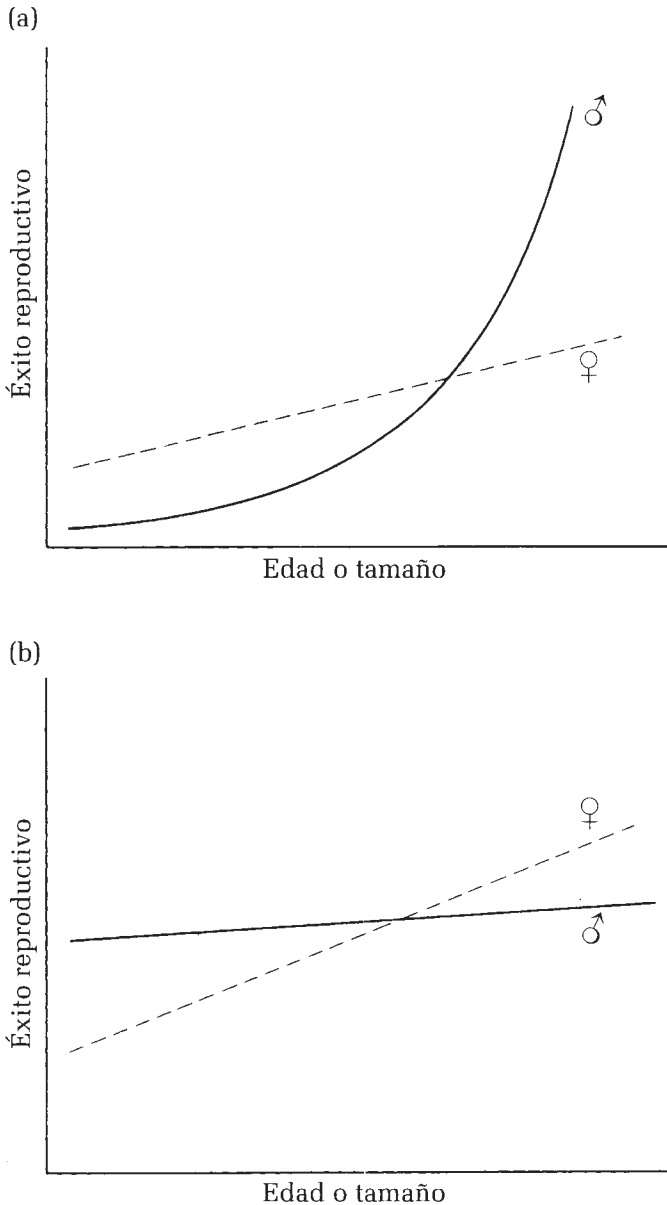 (a)
Éxito reproductivo
♂
♀
Edad o tamaño
(b)
Éxito reproductivo
♀
♂
Edad o tamaño